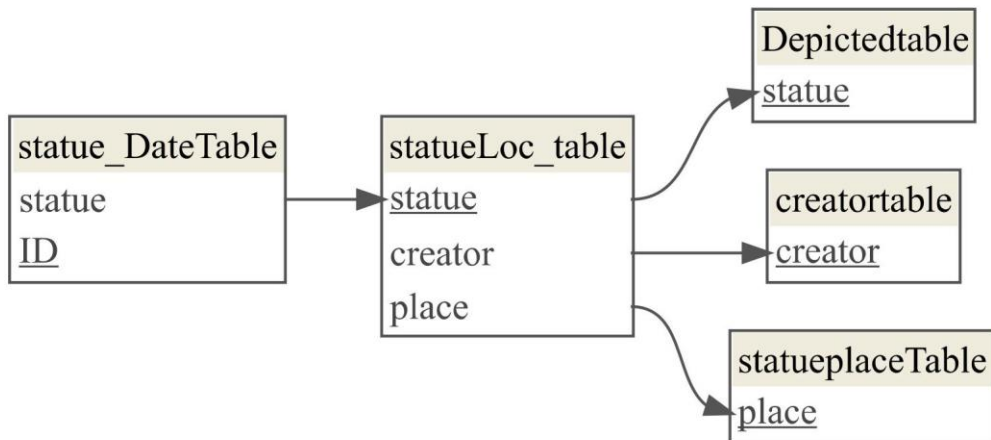 statue_DateTable
statue
ID
statueLoc_table
statue
creator
place
Depictedtable
statue
creatortable
creator
statueplaceTable
place